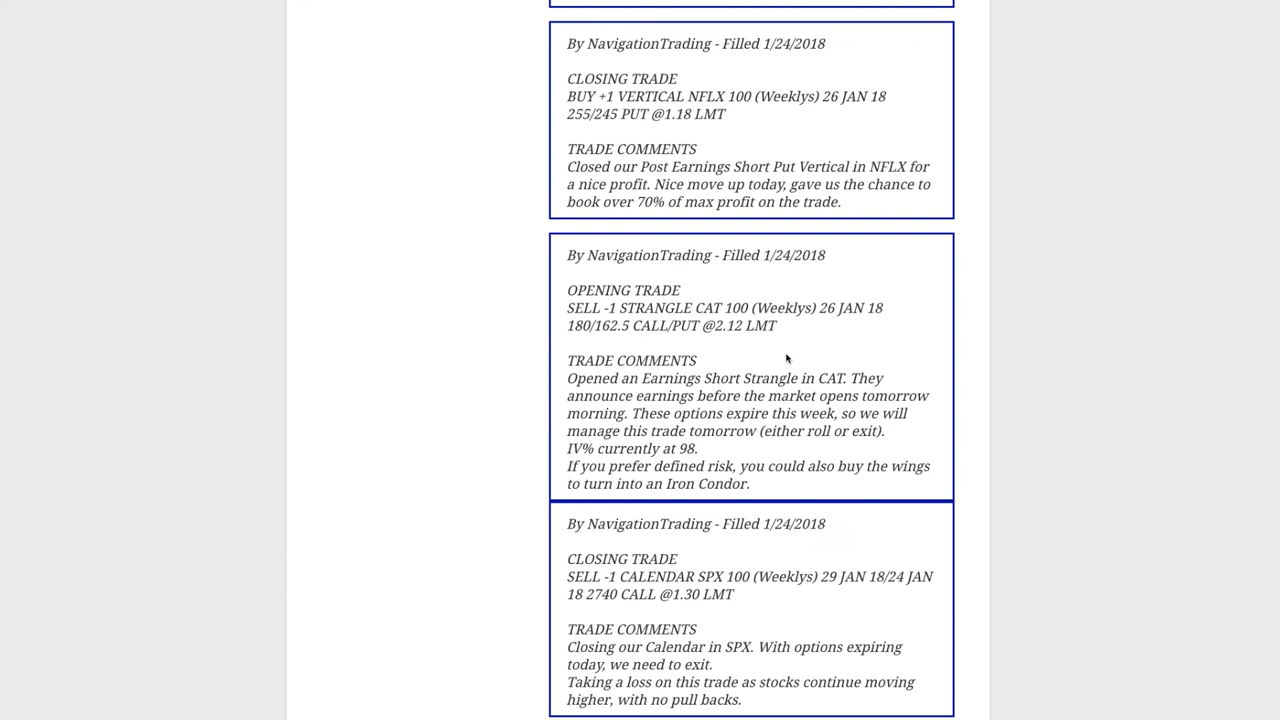 By NavigationTrading - Filled 1/24/2018
CLOSING TRADE
BUY +1 VERTICAL NFLX 100 (Weeklys) 26 JAN 18
255/245 PUT @1.18 LMT
TRADE COMMENTS
Closed our Post Earnings Short Put Vertical in NFLX for
a nice profit. Nice move up today, gave us the chance to
book over 70% of max profit on the trade.
By NavigationTrading - Filled 1/24/2018
OPENING TRADE
SELL -1 STRANGLE CAT 100 (Weeklys) 26 JAN 18
180/162.5 CALL/PUT @2.12 LMT
TRADE COMMENTS
Opened an Earnings Short Strangle in CAT. They
announce earnings before the market opens tomorrow
morning. These options expire this week, so we will
manage this trade tomorrow (either roll or exit).
IV% currently at 98.
If you prefer defined risk, you could also buy the wings
to turn into an Iron Condor.
By NavigationTrading - Filled 1/24/2018
CLOSING TRADE
SELL -1 CALENDAR SPX 100 (Weeklys) 29 JAN 18/24 JAN
18 2740 CALL @1.30 LMT
TRADE COMMENTS
Closing our Calendar in SPX. With options expiring
today, we need to exit.
Taking a loss on this trade as stocks continue moving
higher, with no pull backs.